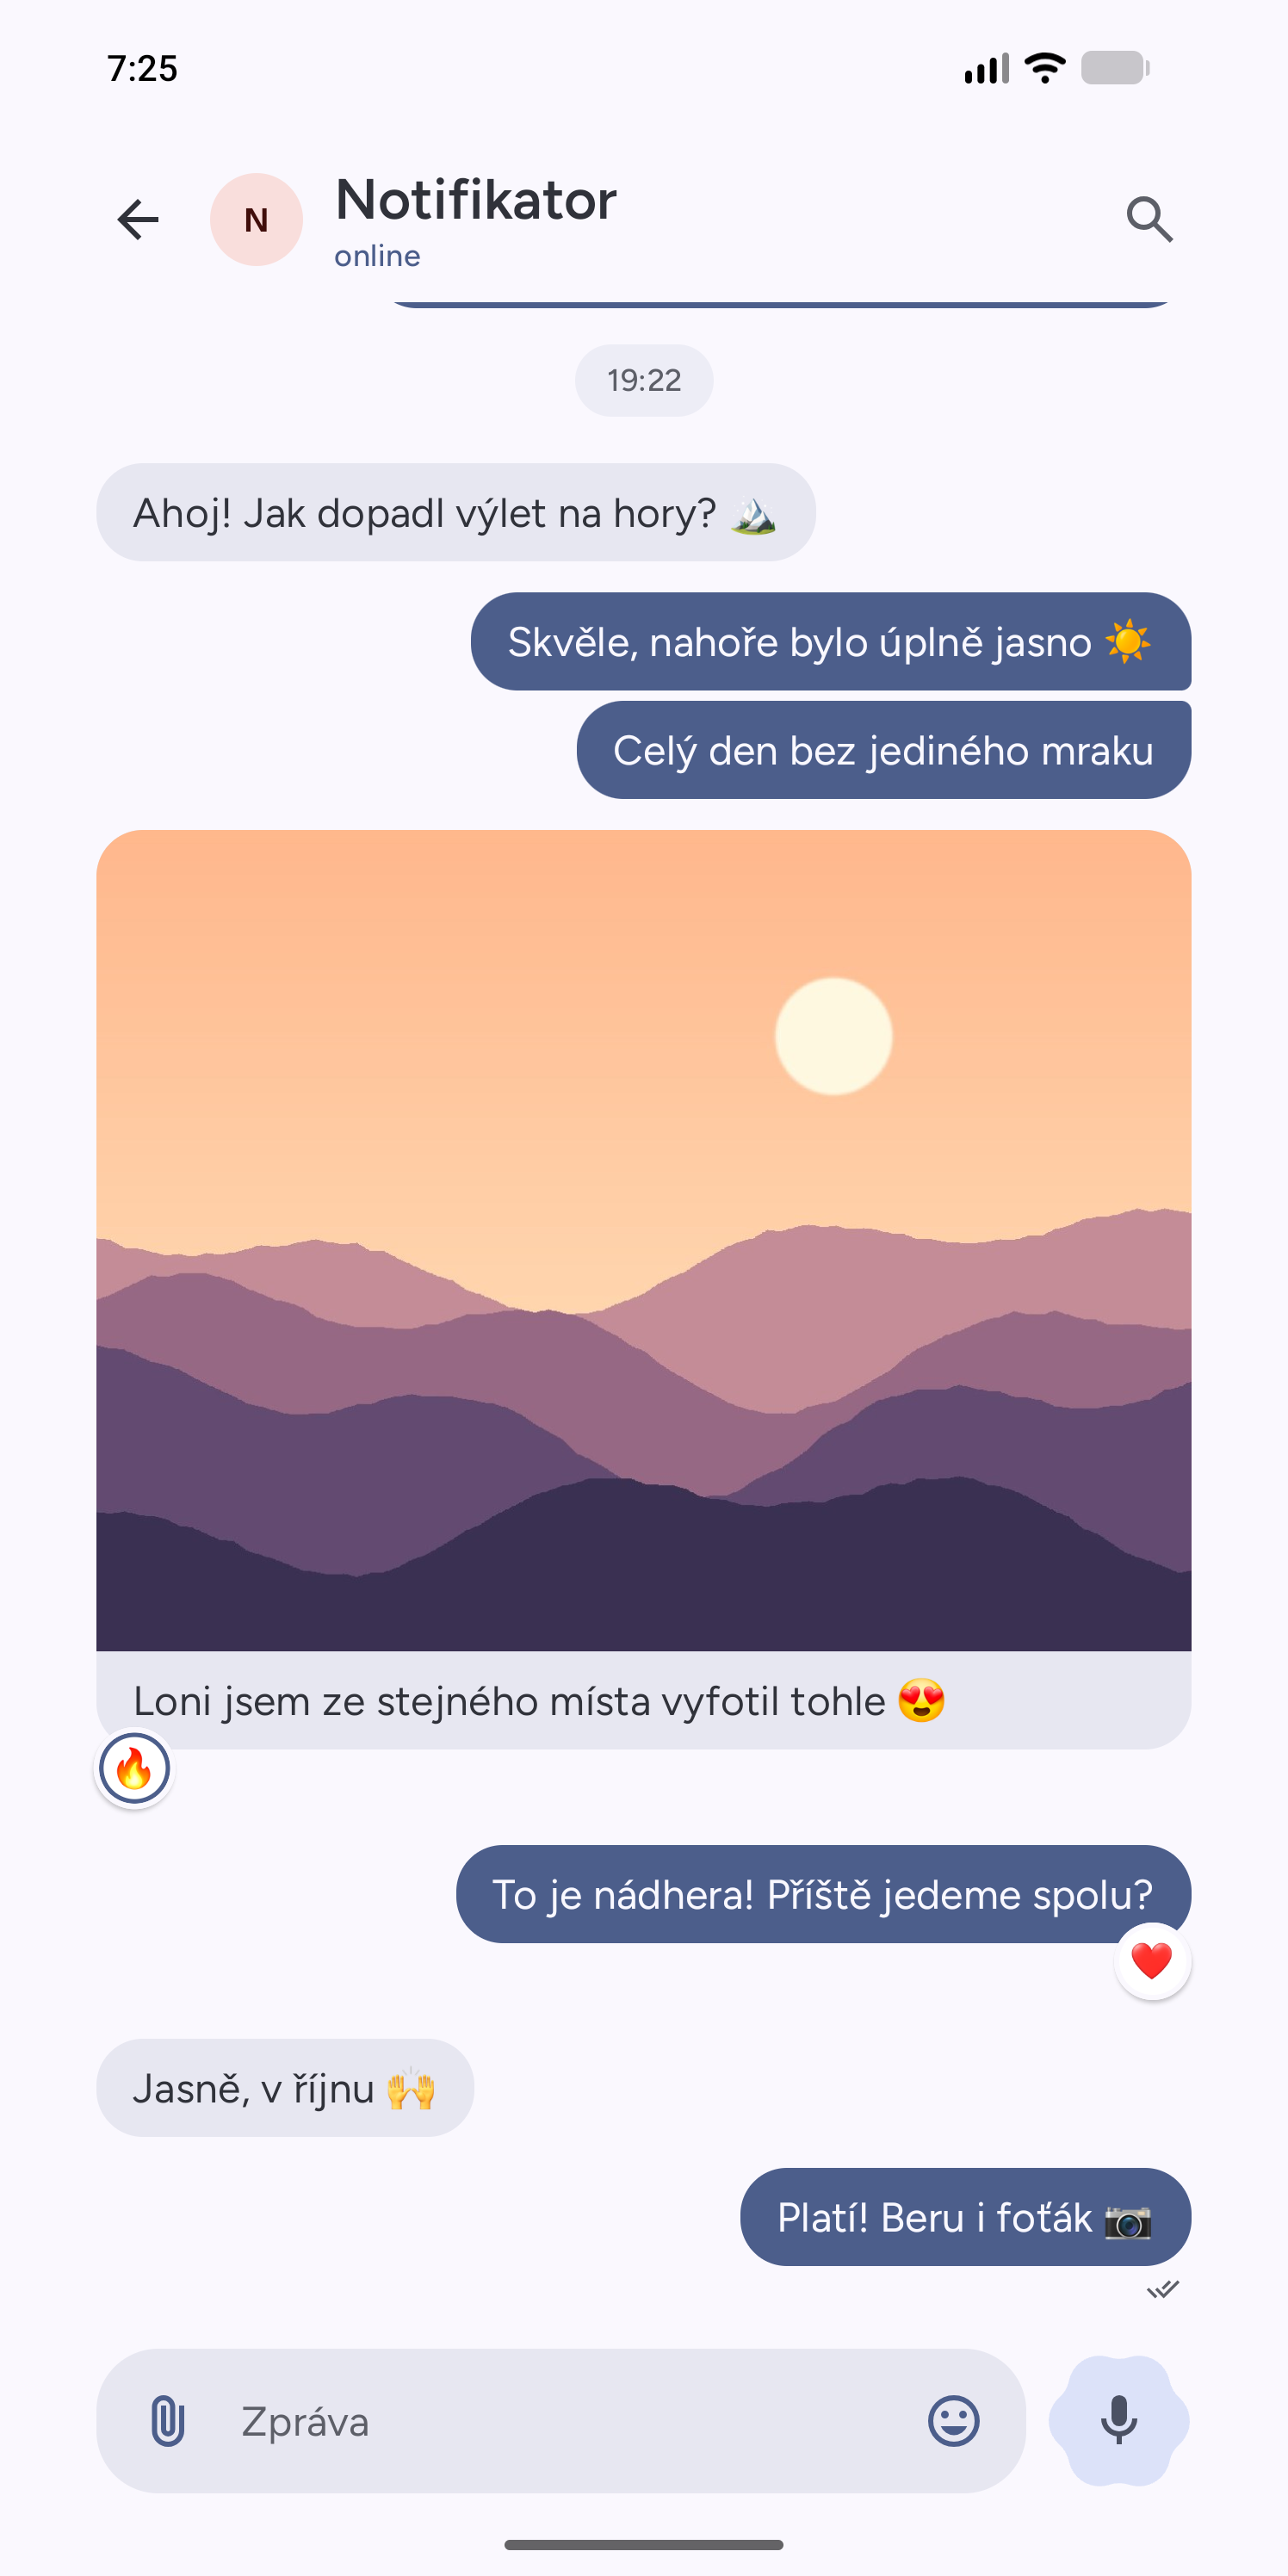 7:25
N
Notifikator
online
19:22
Ahoj! Jak dopadl výlet na hory? 🏔️
Skvěle, nahoře bylo úplně jasno ☀️
Celý den bez jediného mraku
Loni jsem ze stejného místa vyfotil tohle 😍
🔥
To je nádhera! Příště jedeme spolu?
❤️
Jasně, v říjnu 🙌
Platí! Beru i foťák 📷
Zpráva